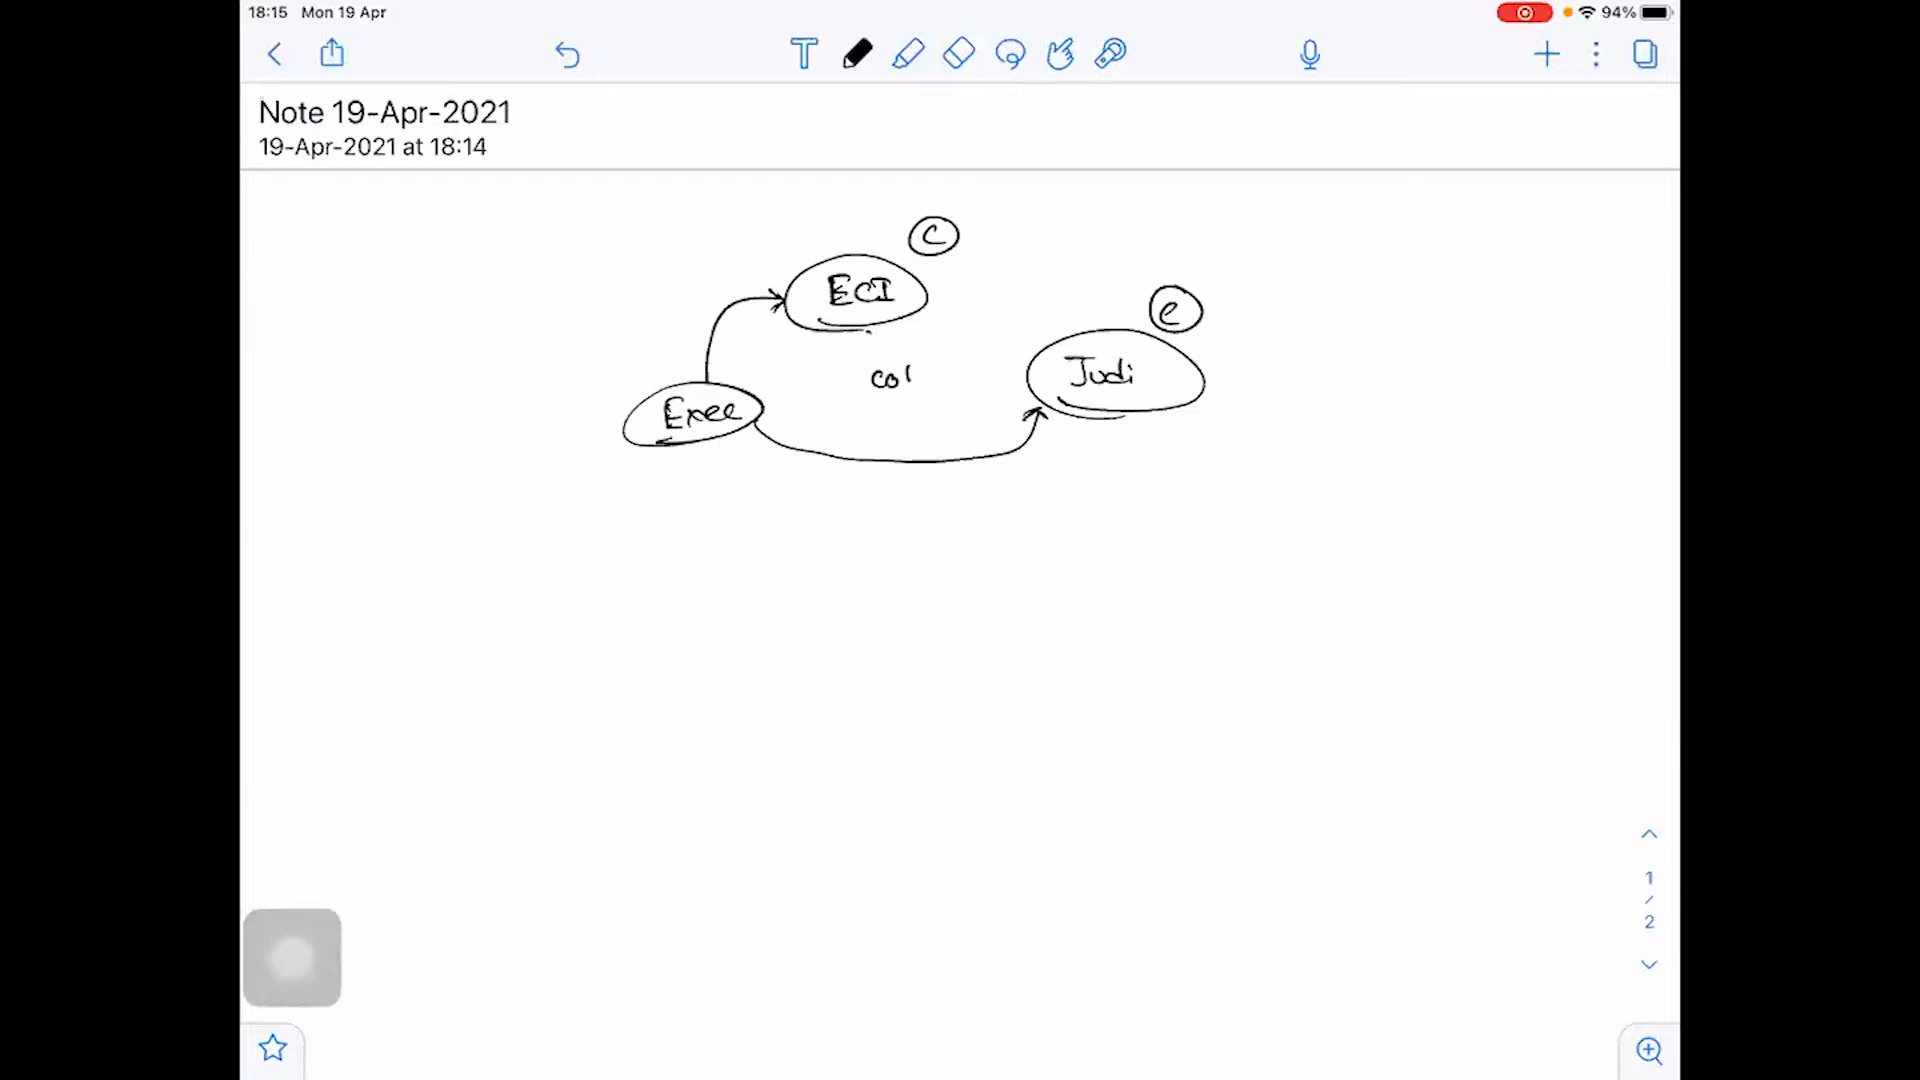 18:15 Mon 19 Apr
94%
T
Note 19-Apr-2021
19-Apr-2021 at 18:14
C
ECI
e
Judi
col
Exec
1
/
2